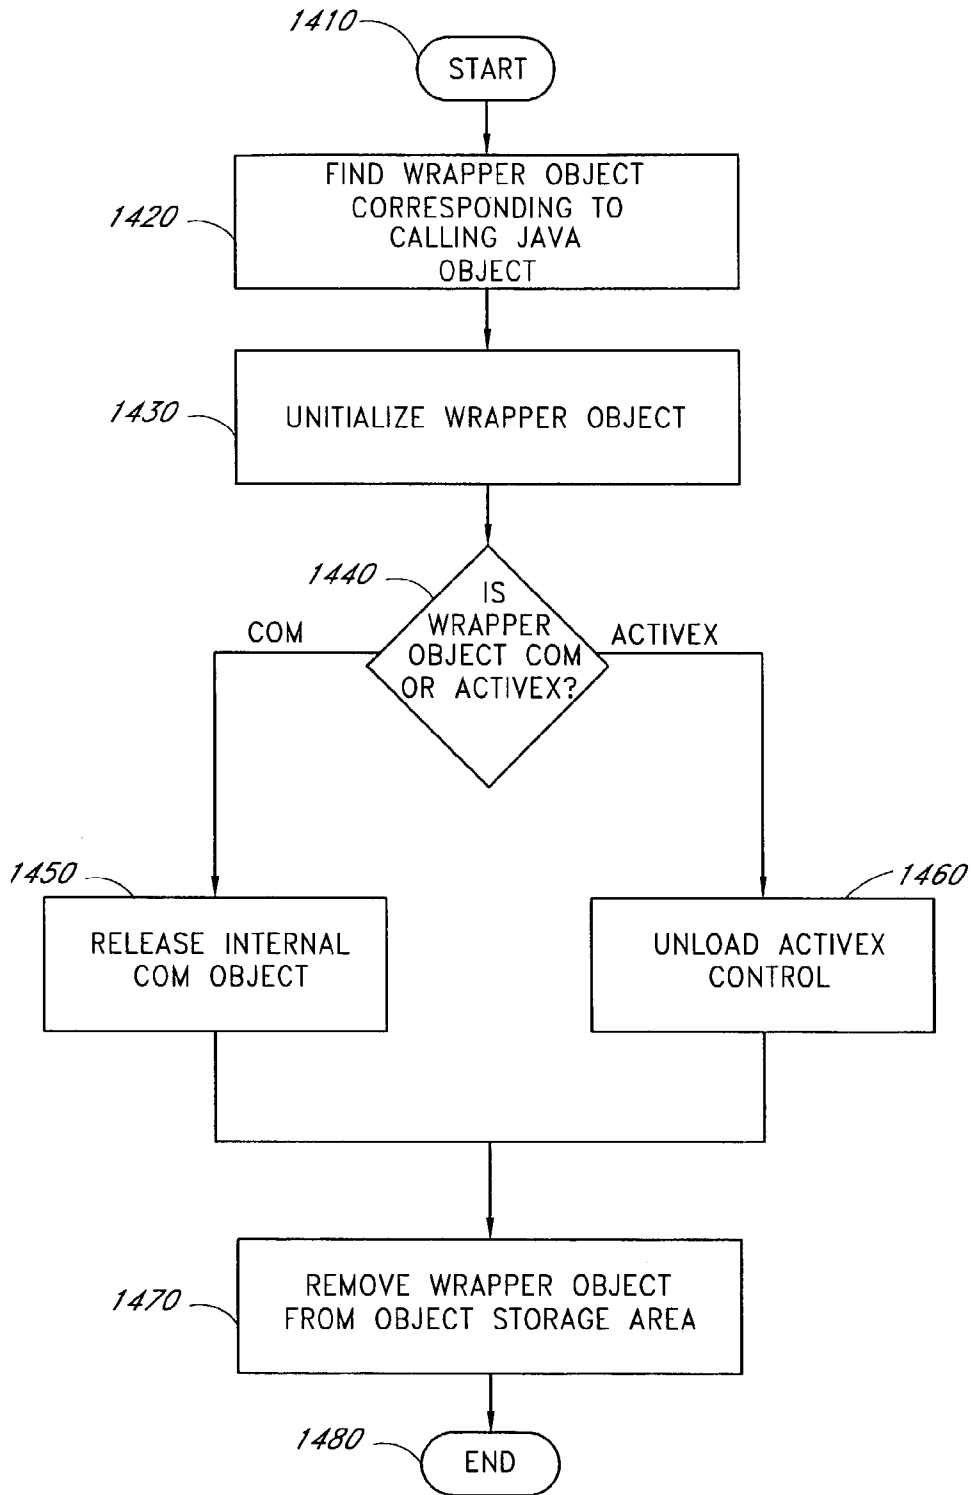 1410
START
FIND WRAPPER OBJECT
CORRESPONDING TO
CALLING JAVA
OBJECT
1420
UNITIALIZE WRAPPER OBJECT
1430
1440
IS
WRAPPER
OBJECT COM
OR ACTIVEX?
COM
ACTIVEX
1450
RELEASE INTERNAL
COM OBJECT
1460
UNLOAD ACTIVEX
CONTROL
REMOVE WRAPPER OBJECT
FROM OBJECT STORAGE AREA
1470
1480
END